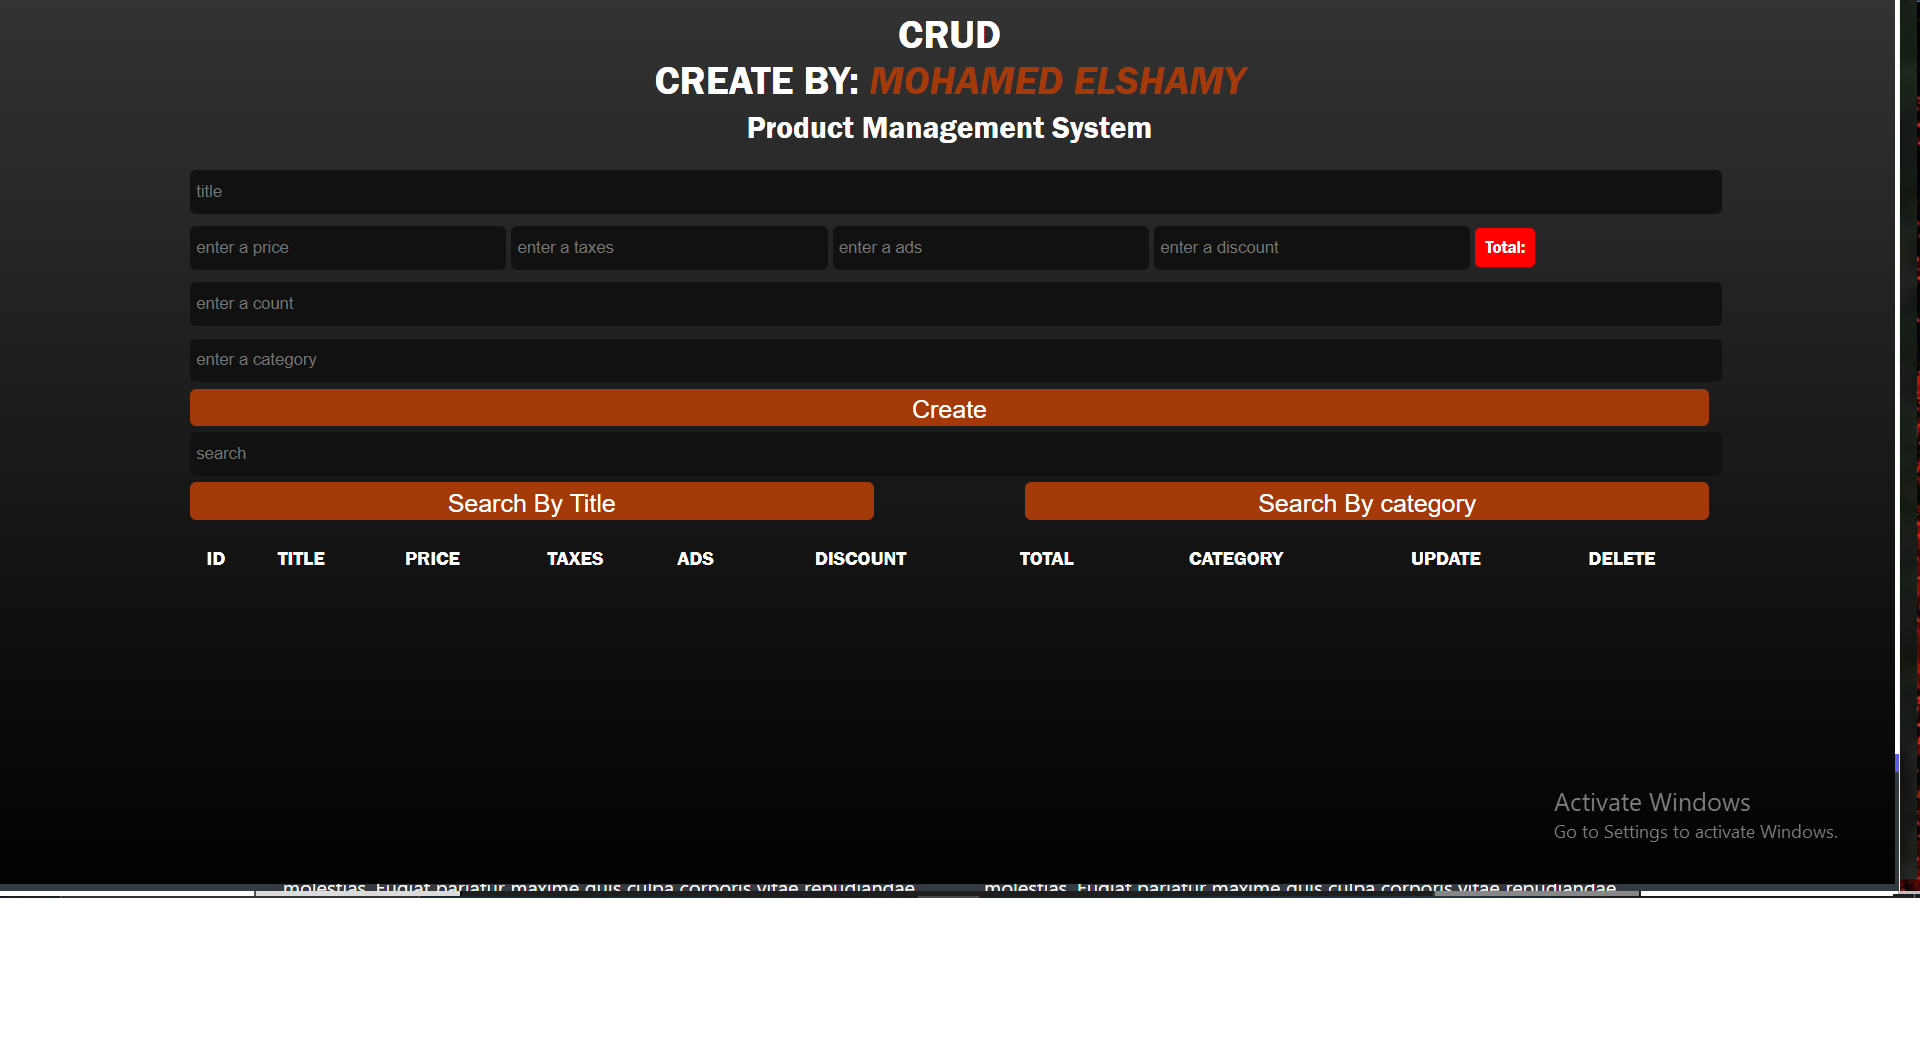 CRUD
CREATE BY: MOHAMED ELSHAMY
Product Management System
title
enter a price enter a taxes enter a ads enter a discount Total:
enter a count
enter a category
Create
search
Search By Title Search By category
ID TITLE PRICE TAXES ADS DISCOUNT TOTAL CATEGORY UPDATE DELETE
Activate Windows
Go to Settings to activate Windows.
molestias. Fugiat pariatur maxime quis culpa corporis vitae repudiandae molestias. Fugiat pariatur maxime quis culpa corporis vitae repudiandae